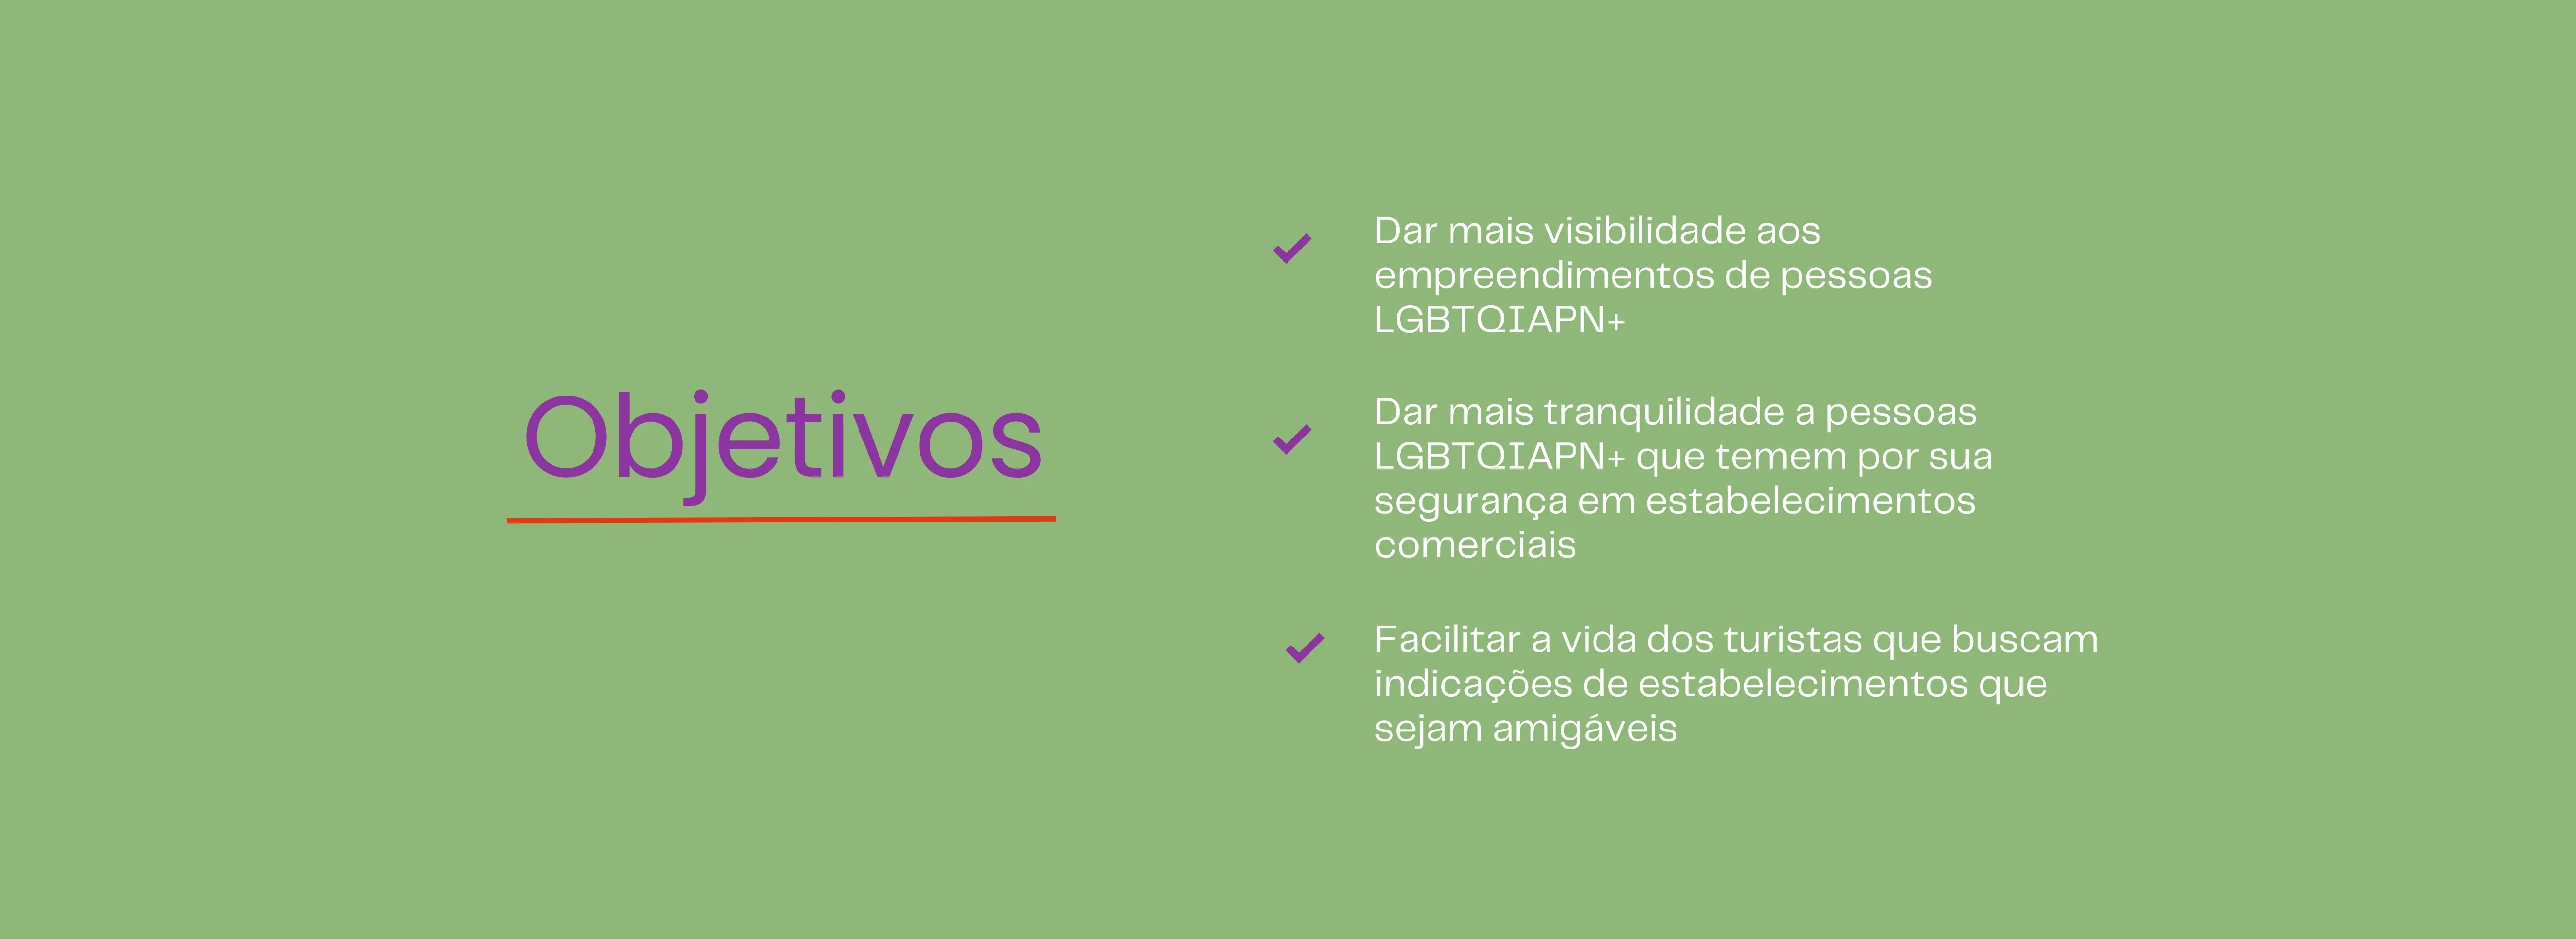 Objetivos
Dar mais visibilidade aos
empreendimentos de pessoas
LGBTQIAPN+
Dar mais tranquilidade a pessoas
LGBTQIAPN+ que temem por sua
segurança em estabelecimentos
comerciais
Facilitar a vida dos turistas que buscam
indicações de estabelecimentos que
sejam amigáveis